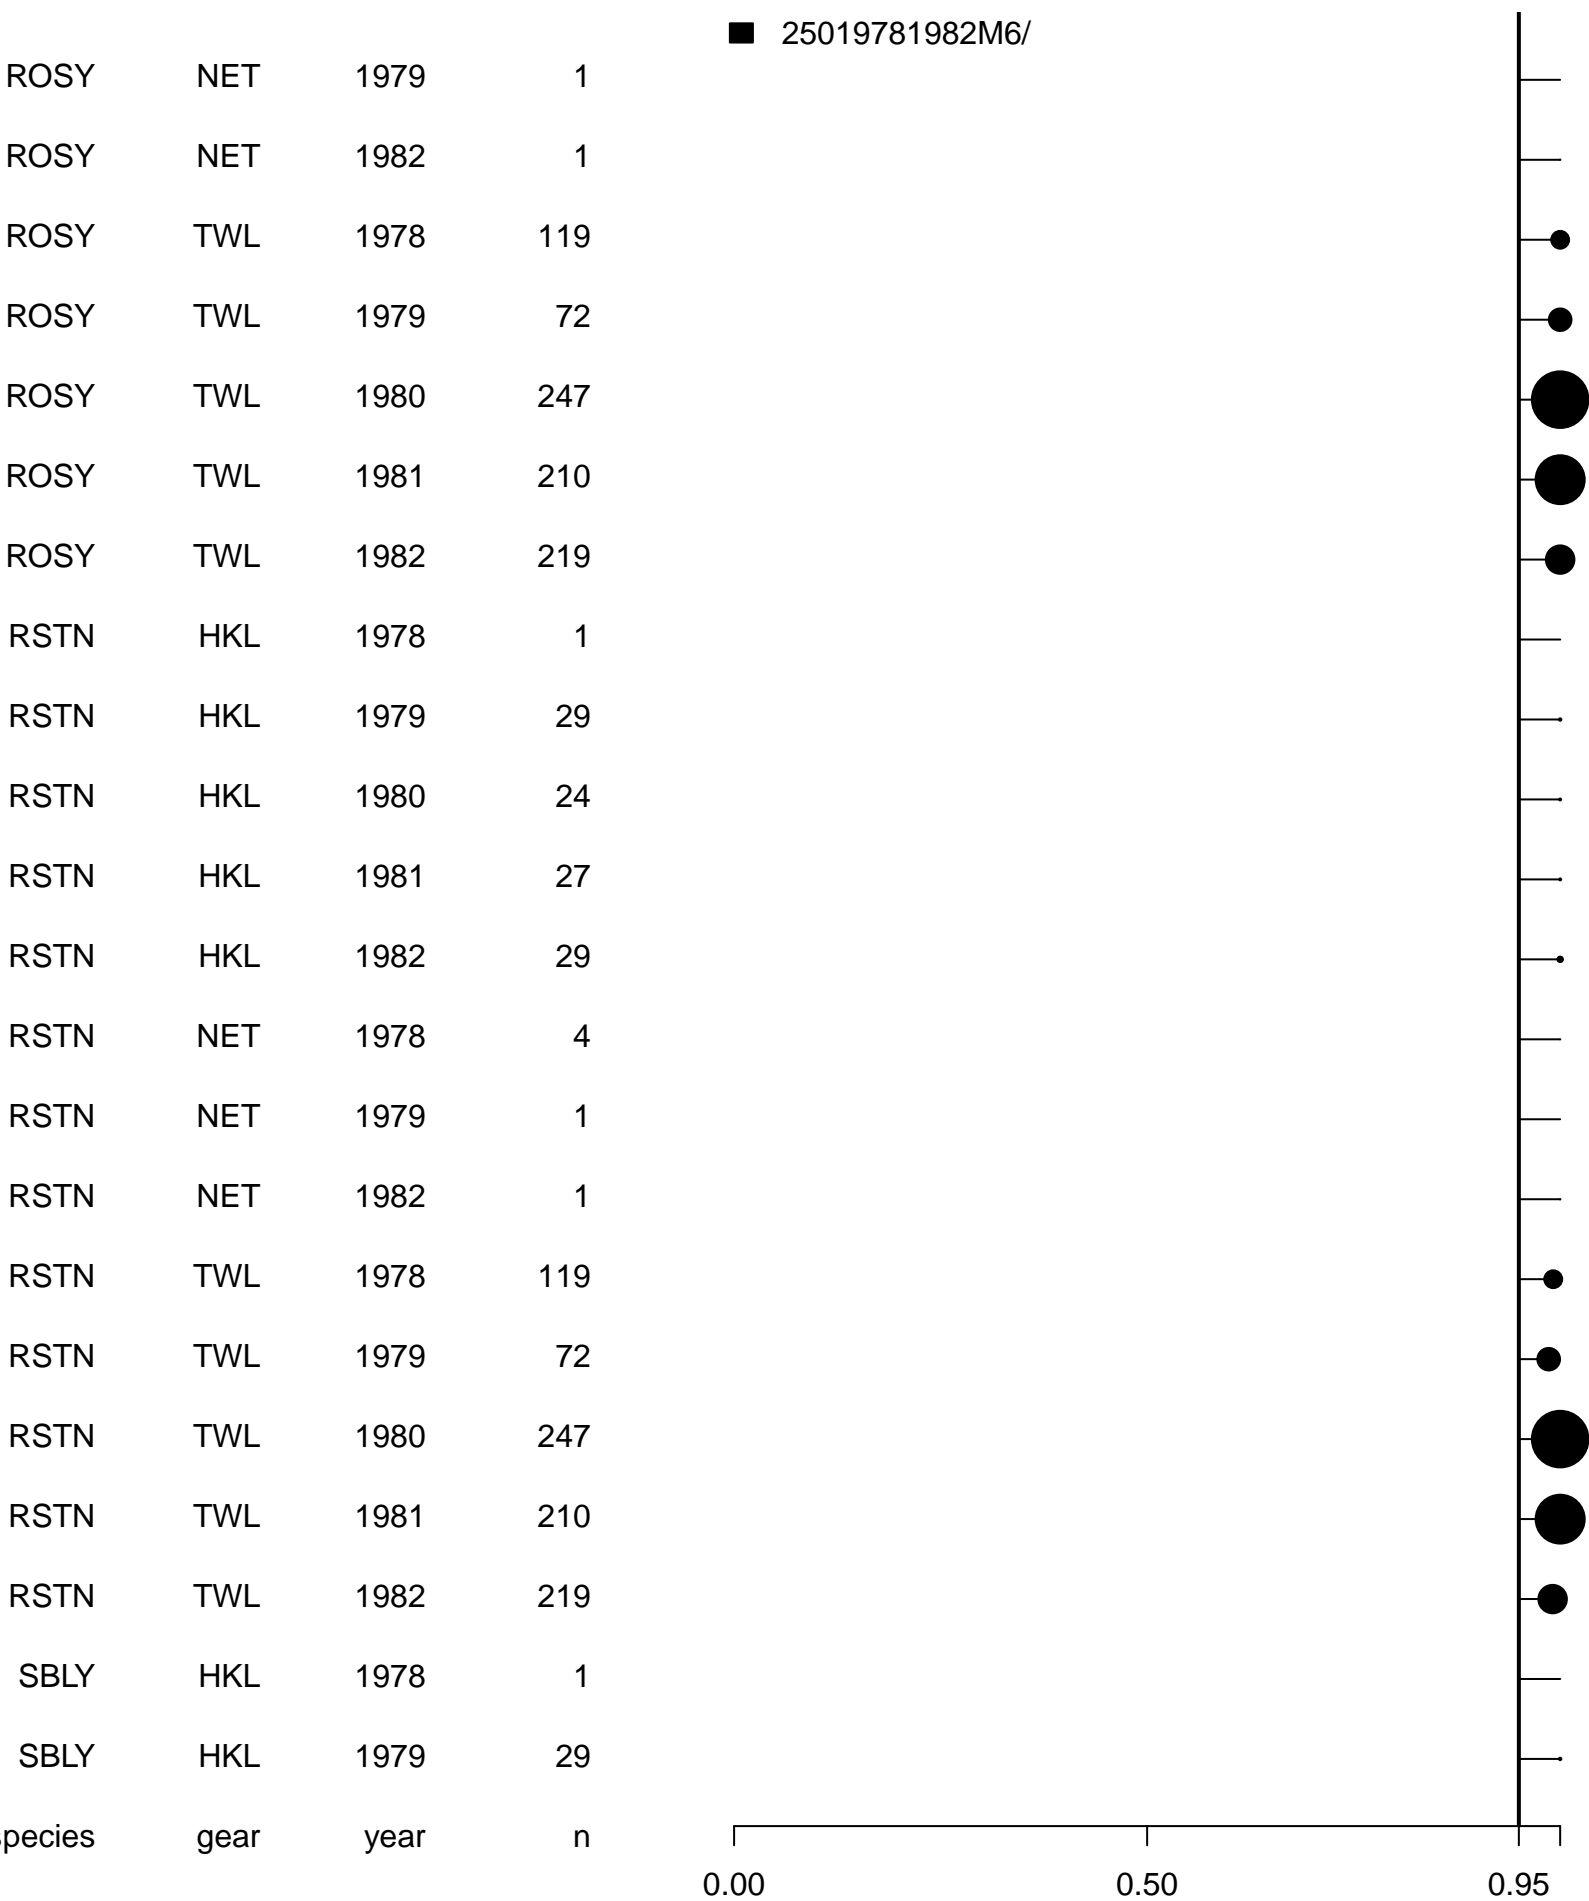 25019781982M6/
ROSY NET 1979 1
ROSY NET 1982 1
ROSY TWL 1978 119
ROSY TWL 1979 72
ROSY TWL 1980 247
ROSY TWL 1981 210
ROSY TWL 1982 219
RSTN HKL 1978 1
RSTN HKL 1979 29
RSTN HKL 1980 24
RSTN HKL 1981 27
RSTN HKL 1982 29
RSTN NET 1978 4
RSTN NET 1979 1
RSTN NET 1982 1
RSTN TWL 1978 119
RSTN TWL 1979 72
RSTN TWL 1980 247
RSTN TWL 1981 210
RSTN TWL 1982 219
SBLY HKL 1978 1
SBLY HKL 1979 29
species gear year n
0.00 0.50 0.95